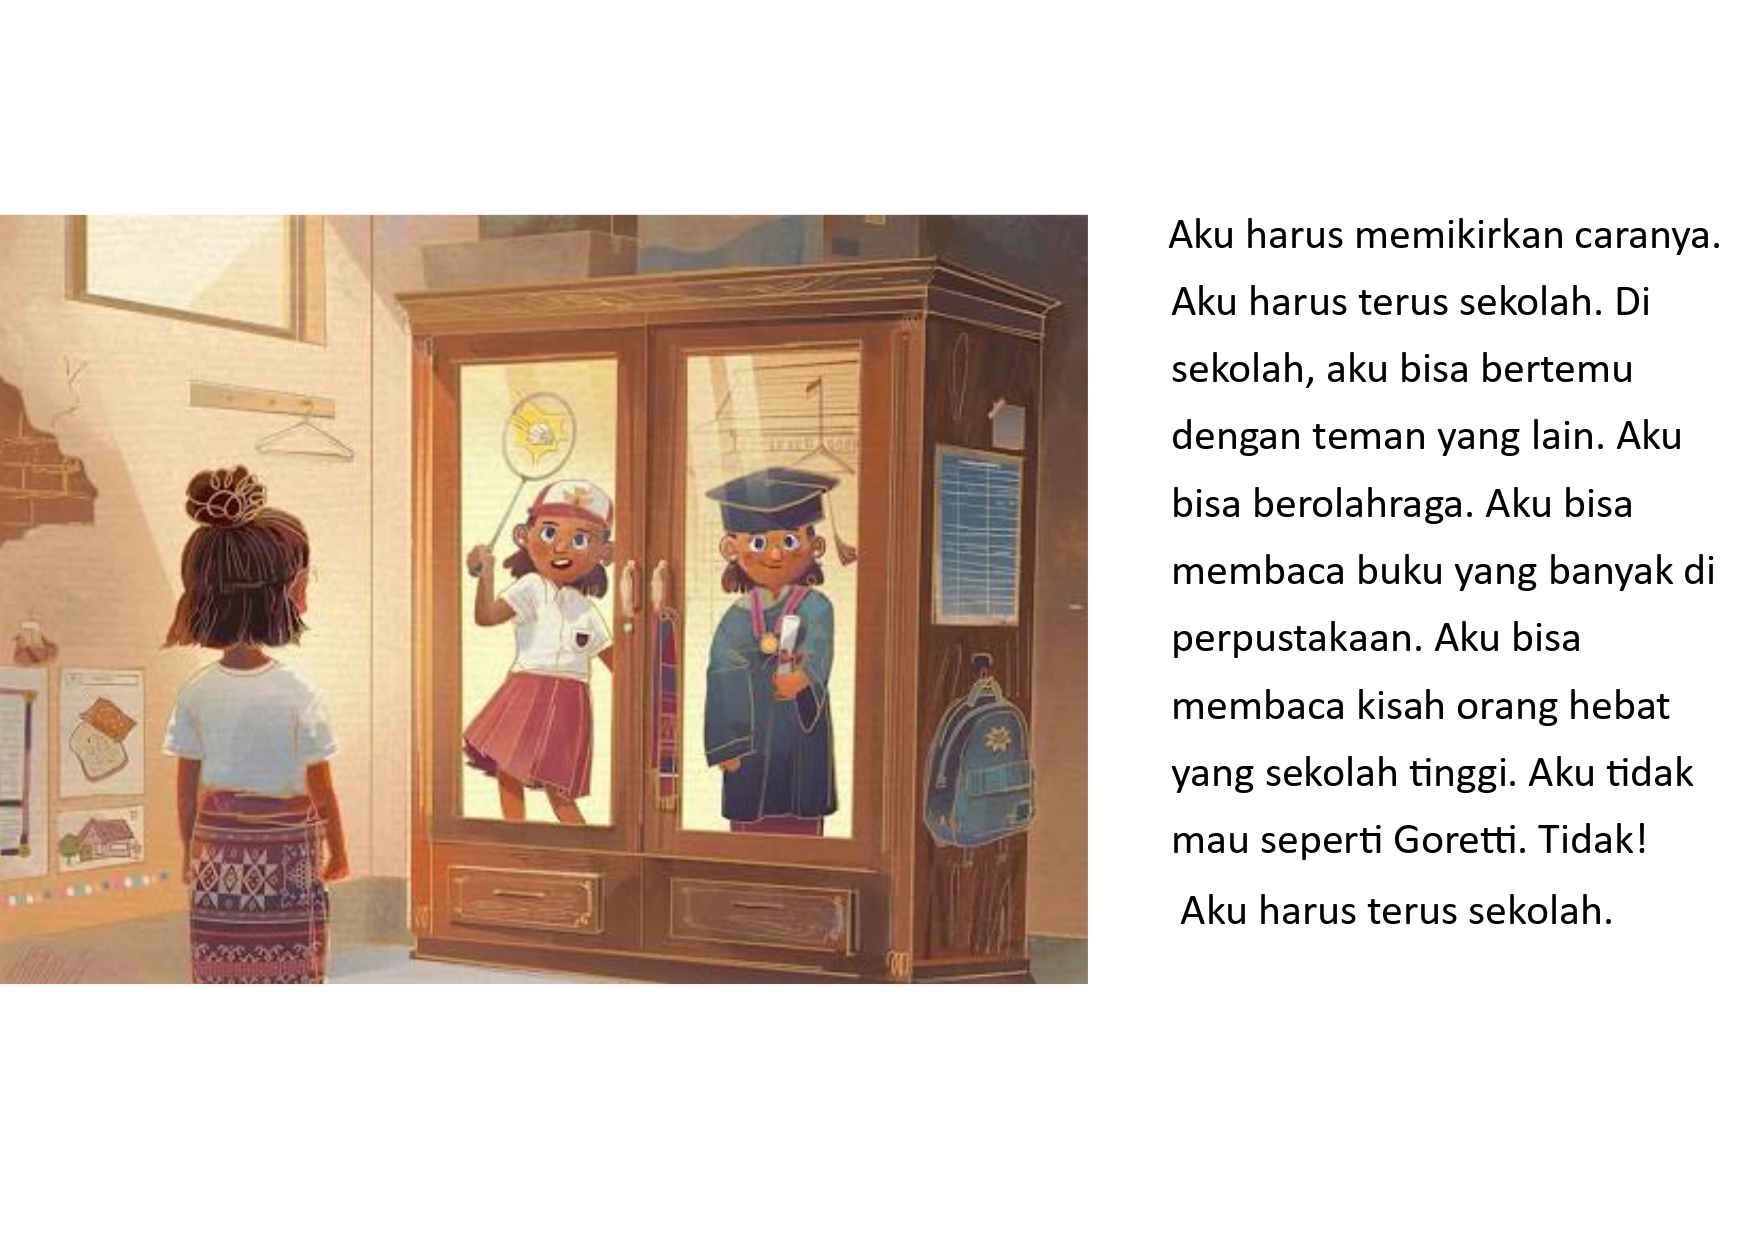 Aku harus memikirkan caranya.
Aku harus terus sekolah. Di
sekolah, aku bisa bertemu
dengan teman yang lain. Aku
bisa berolahraga. Aku bisa
membaca buku yang banyak di
perpustakaan. Aku bisa
membaca kisah orang hebat
yang sekolah tinggi. Aku tidak
mau seperti Goretti. Tidak!
Aku harus terus sekolah.